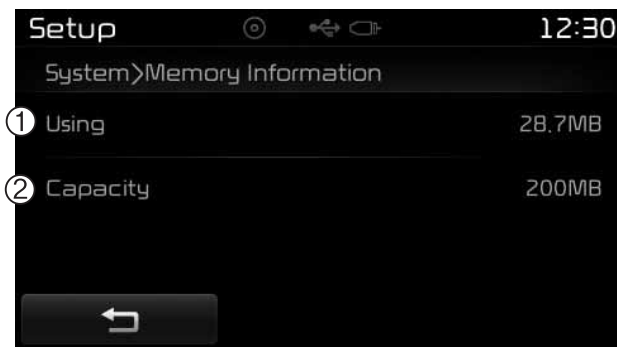 Setup 12:30
System>Memory Information
① Using 28.7MB
② Capacity 200MB